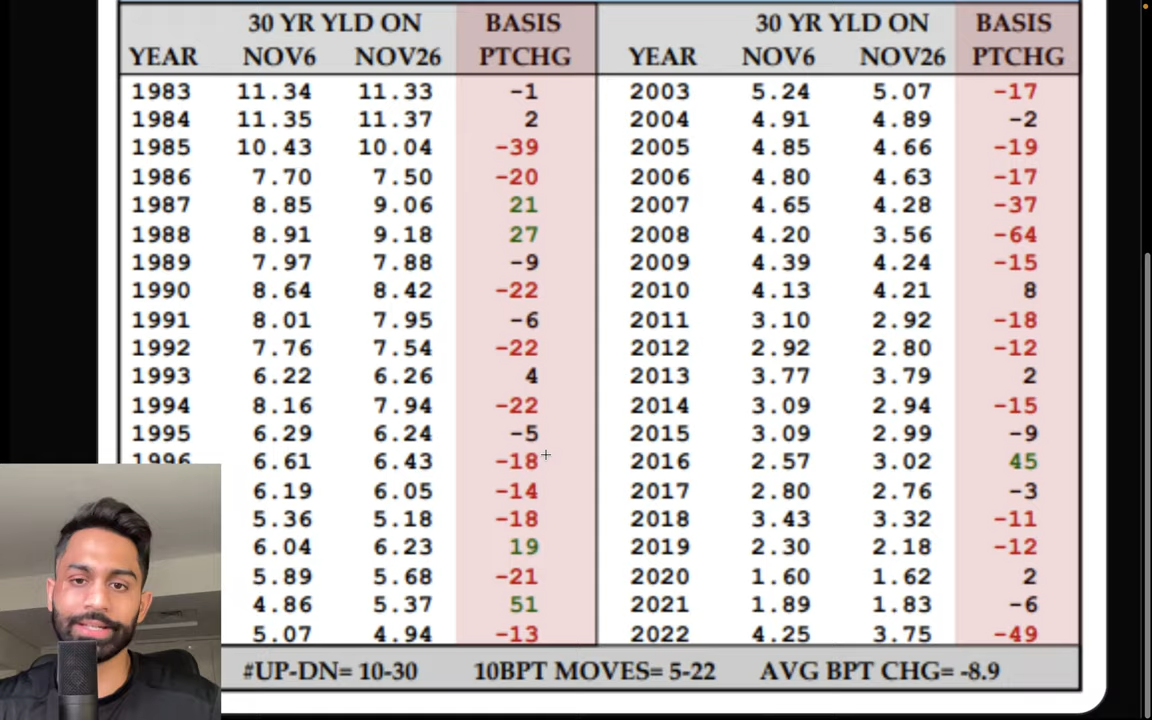 30 YR YLD ON BASIS 30 YR YLD ON BASIS
YEAR NOV6 NOV26 PTCHG YEAR NOV6 NOV26 PTCHG
1983 11.34 11.33 -1 2003 5.24 5.07 -17
1984 11.35 11.37 2 2004 4.91 4.89 -2
1985 10.43 10.04 -39 2005 4.85 4.66 -19
1986 7.70 7.50 -20 2006 4.80 4.63 -17
1987 8.85 9.06 21 2007 4.65 4.28 -37
1988 8.91 9.18 27 2008 4.20 3.56 -64
1989 7.97 7.88 -9 2009 4.39 4.24 -15
1990 8.64 8.42 -22 2010 4.13 4.21 8
1991 8.01 7.95 -6 2011 3.10 2.92 -18
1992 7.76 7.54 -22 2012 2.92 2.80 -12
1993 6.22 6.26 4 2013 3.77 3.79 2
1994 8.16 7.94 -22 2014 3.09 2.94 -15
1995 6.29 6.24 -5 2015 3.09 2.99 -9
1996 6.61 6.43 -18 2016 2.57 3.02 45
6.19 6.05 -14 2017 2.80 2.76 -3
5.36 5.18 -18 2018 3.43 3.32 -11
6.04 6.23 19 2019 2.30 2.18 -12
5.89 5.68 -21 2020 1.60 1.62 2
4.86 5.37 51 2021 1.89 1.83 -6
5.07 4.94 -13 2022 4.25 3.75 -49
#UP-DN= 10-30 10BPT MOVES= 5-22 AVG BPT CHG= -8.9